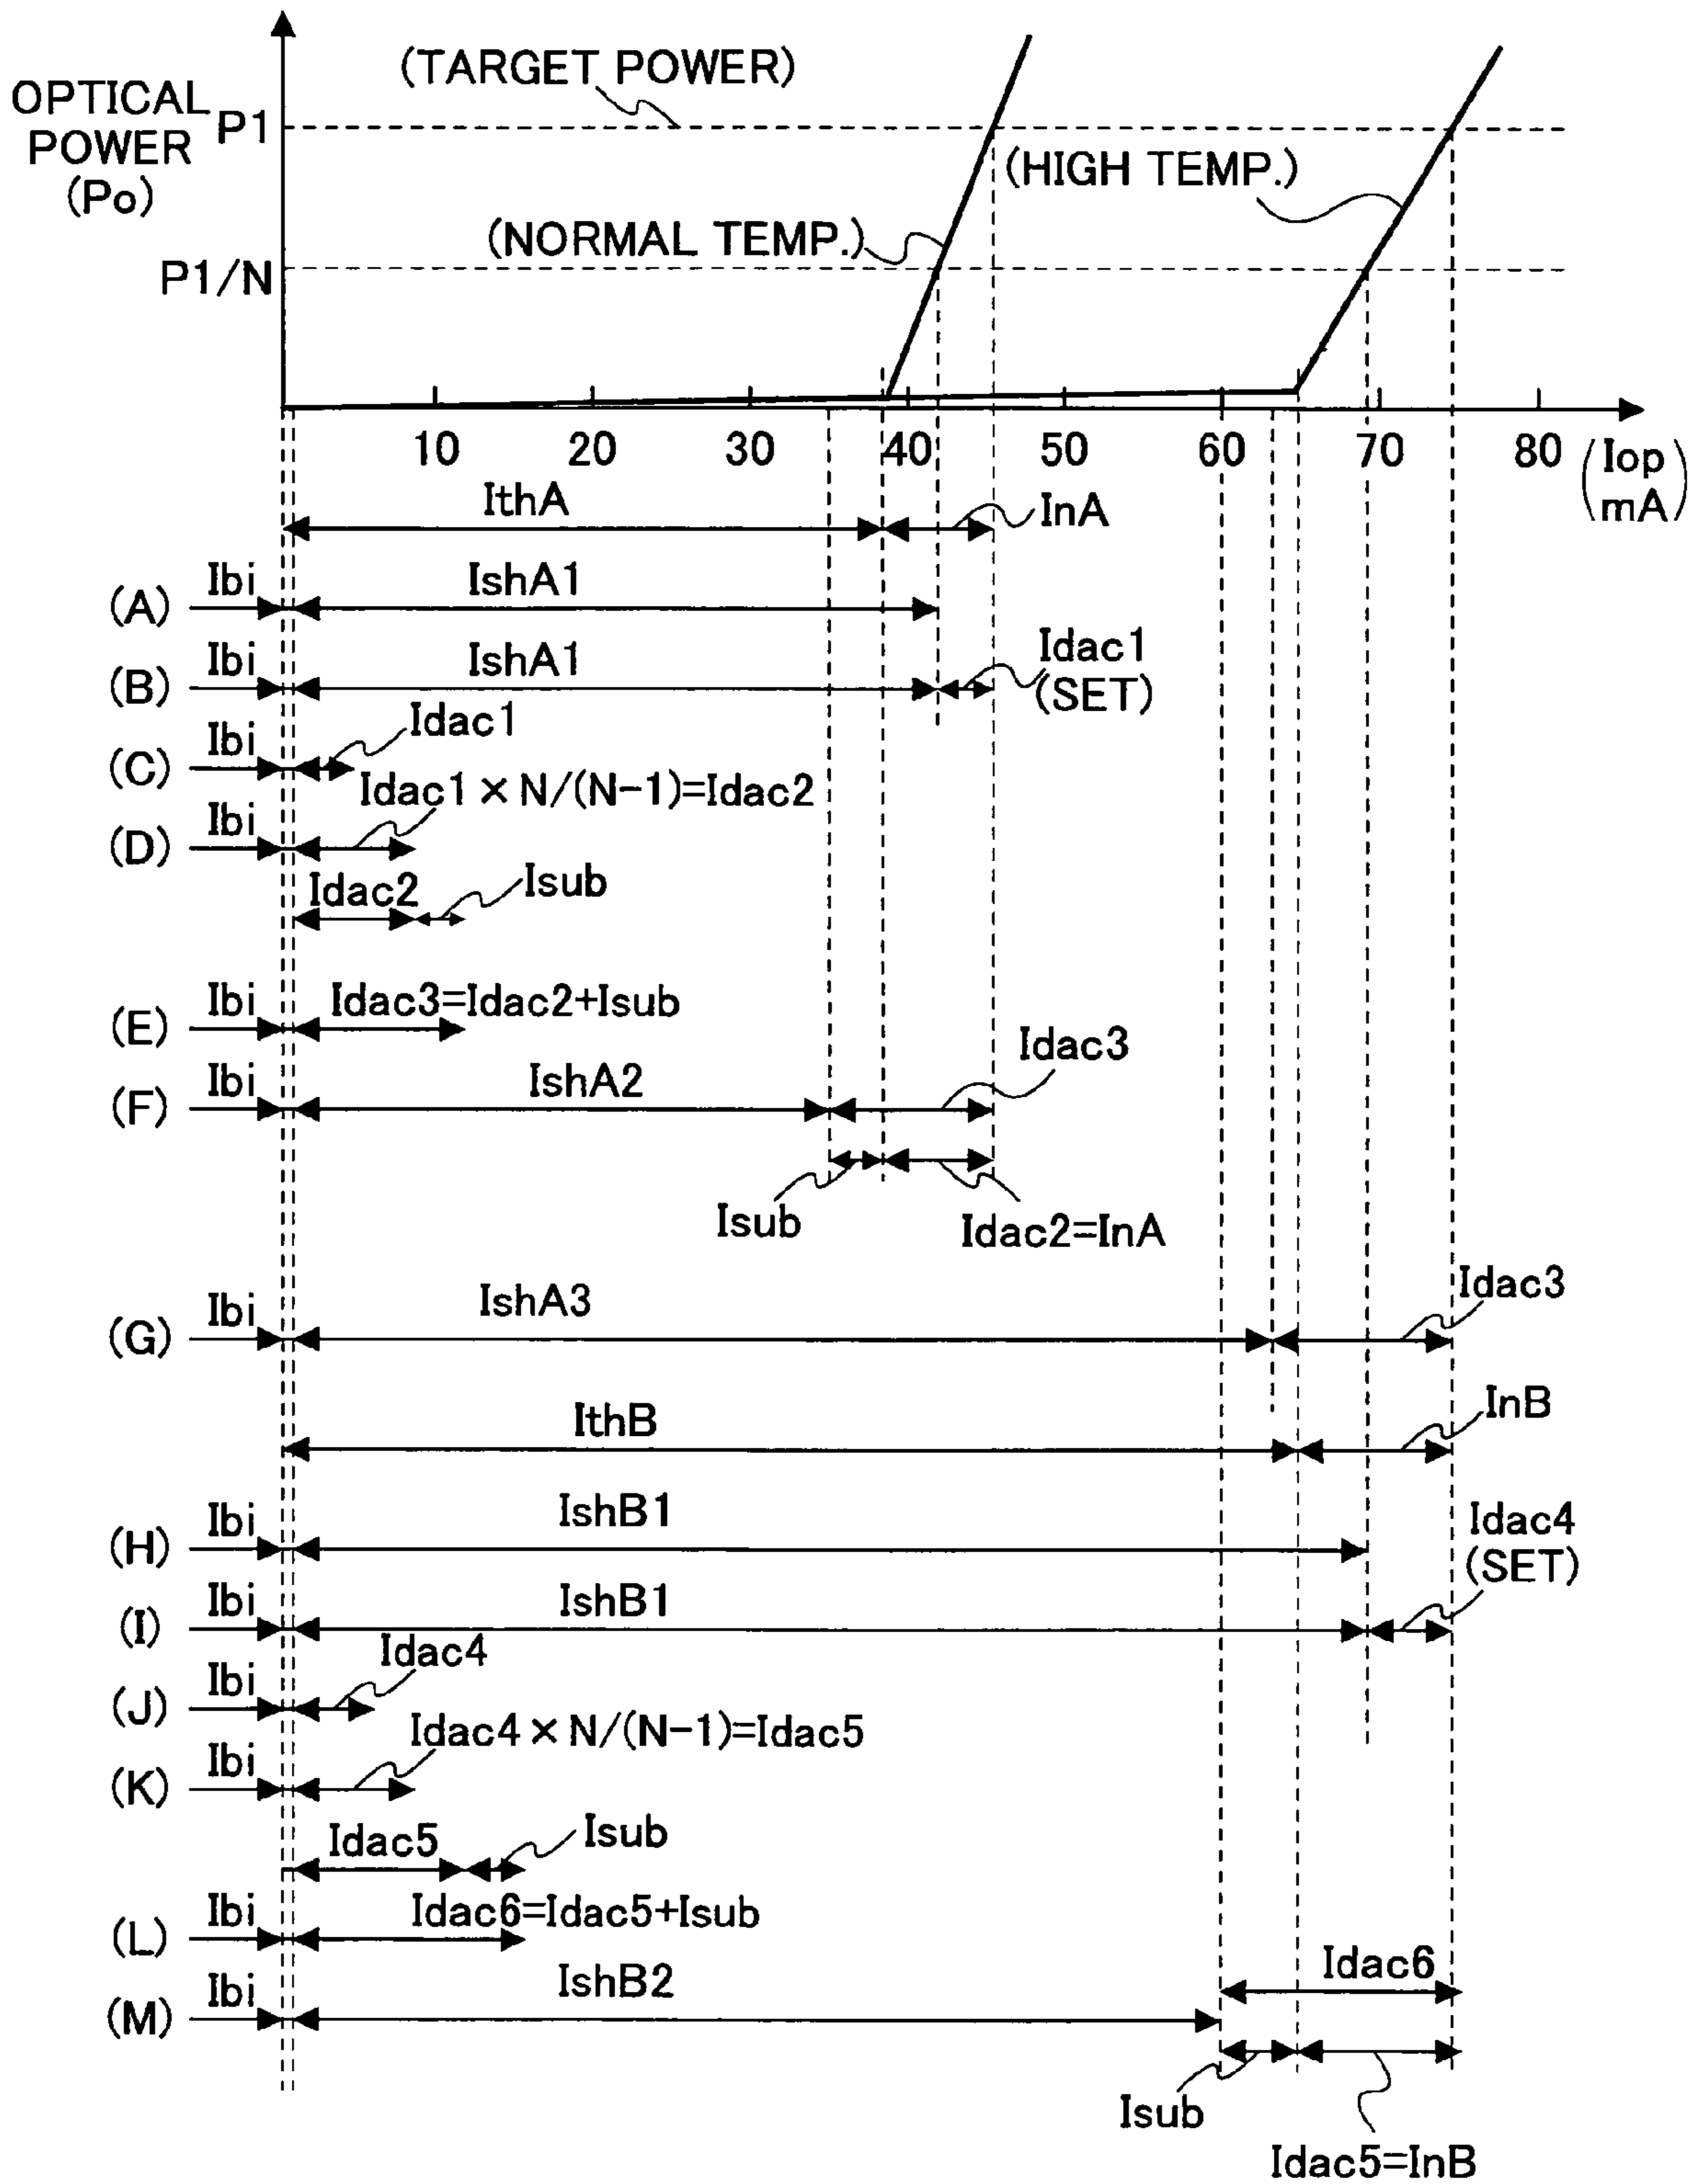 (TARGET POWER)
OPTICAL
POWER
(Po)
P1
(HIGH TEMP.)
(NORMAL TEMP.)
P1/N
10 20 30 40 50 60 70 80
(Iop
mA)
IthA
InA
(A) Ibi IshA1
(B) Ibi IshA1
Idac1
(SET)
(C) Ibi Idac1
(D) Ibi Idac1 × N/(N-1)=Idac2
Idac2 Isub
(E) Ibi Idac3=Idac2+Isub
(F) Ibi IshA2 Idac3
Isub Idac2=InA
(G) Ibi IshA3 Idac3
IthB InB
(H) Ibi IshB1
(I) Ibi IshB1
Idac4
(SET)
(J) Ibi Idac4
(K) Ibi Idac4 × N/(N-1)=Idac5
Idac5 Isub
(L) Ibi Idac6=Idac5+Isub
(M) Ibi IshB2 Idac6
Isub
Idac5=InB